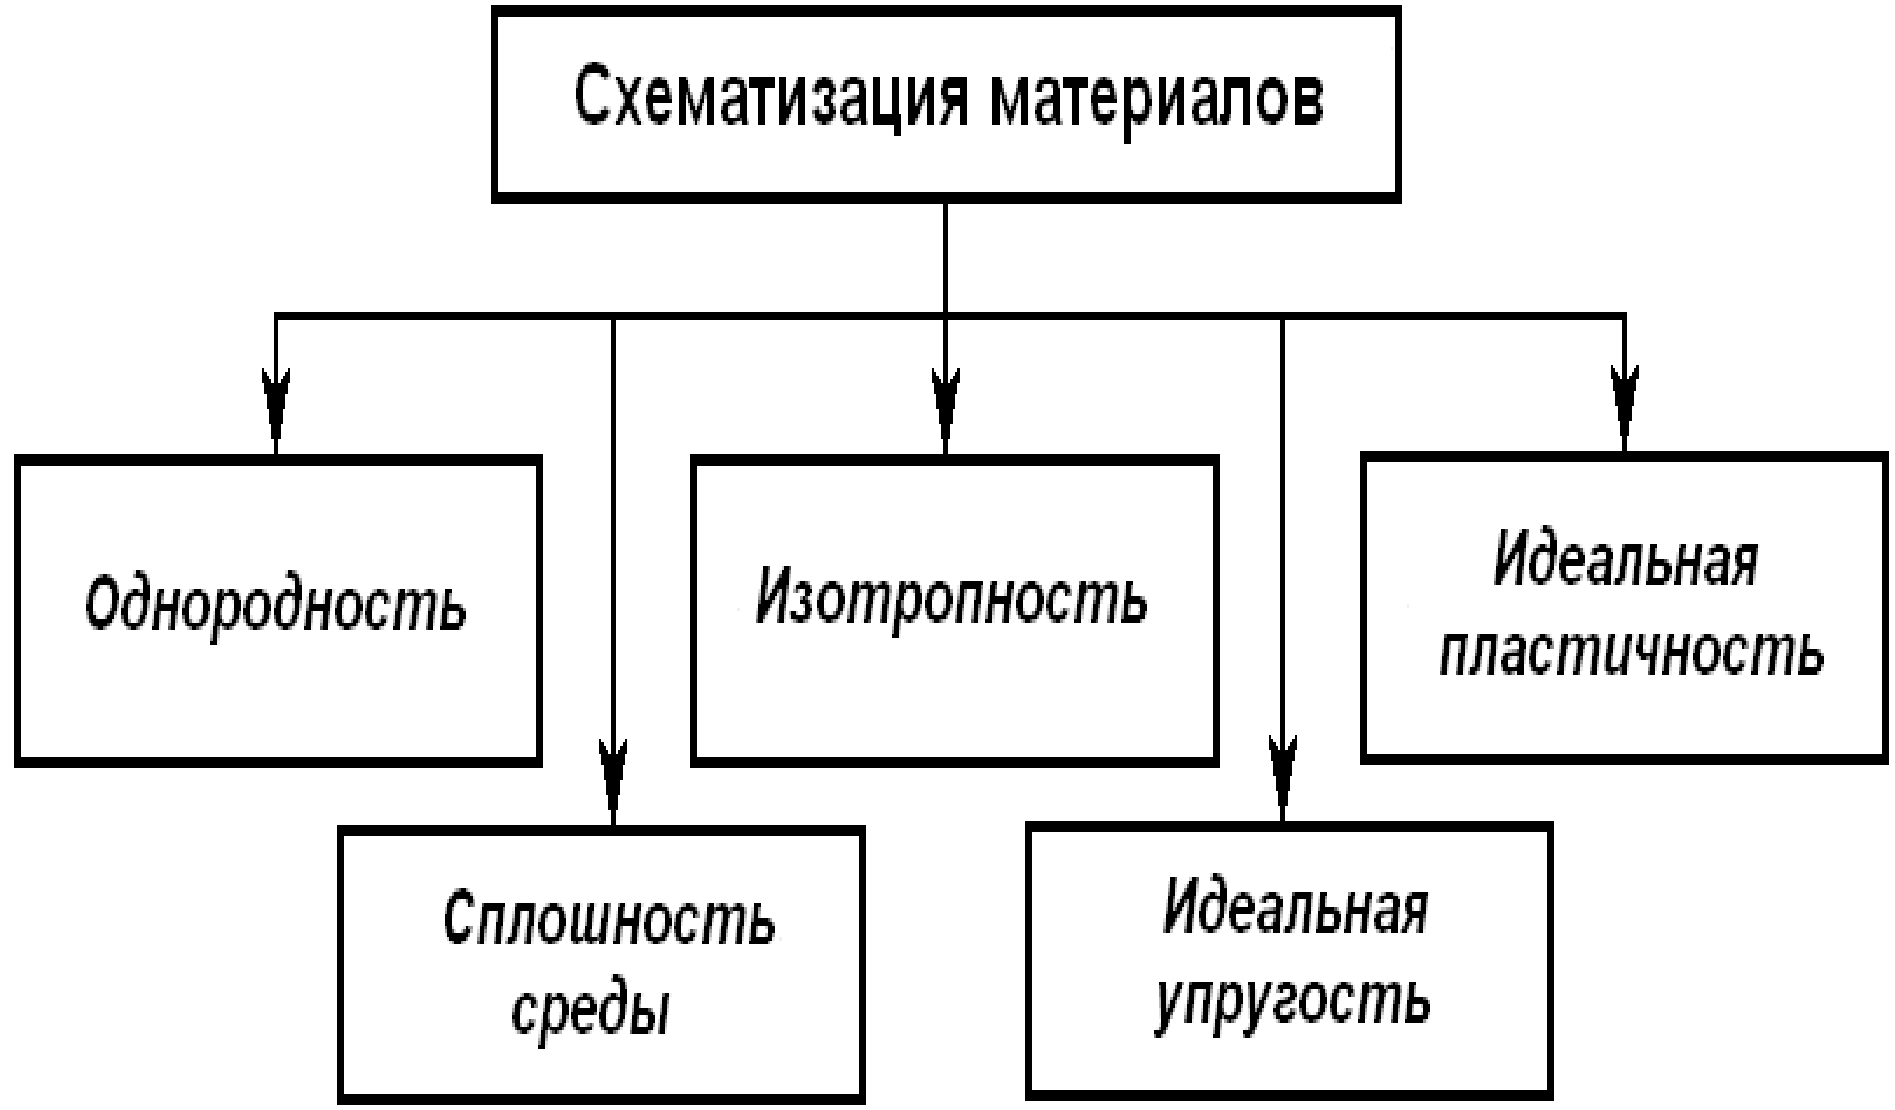 Схематизация материалов
Однородность
Изотропность
Идеальная
пластичность
Сплошность
среды
Идеальная
упругость